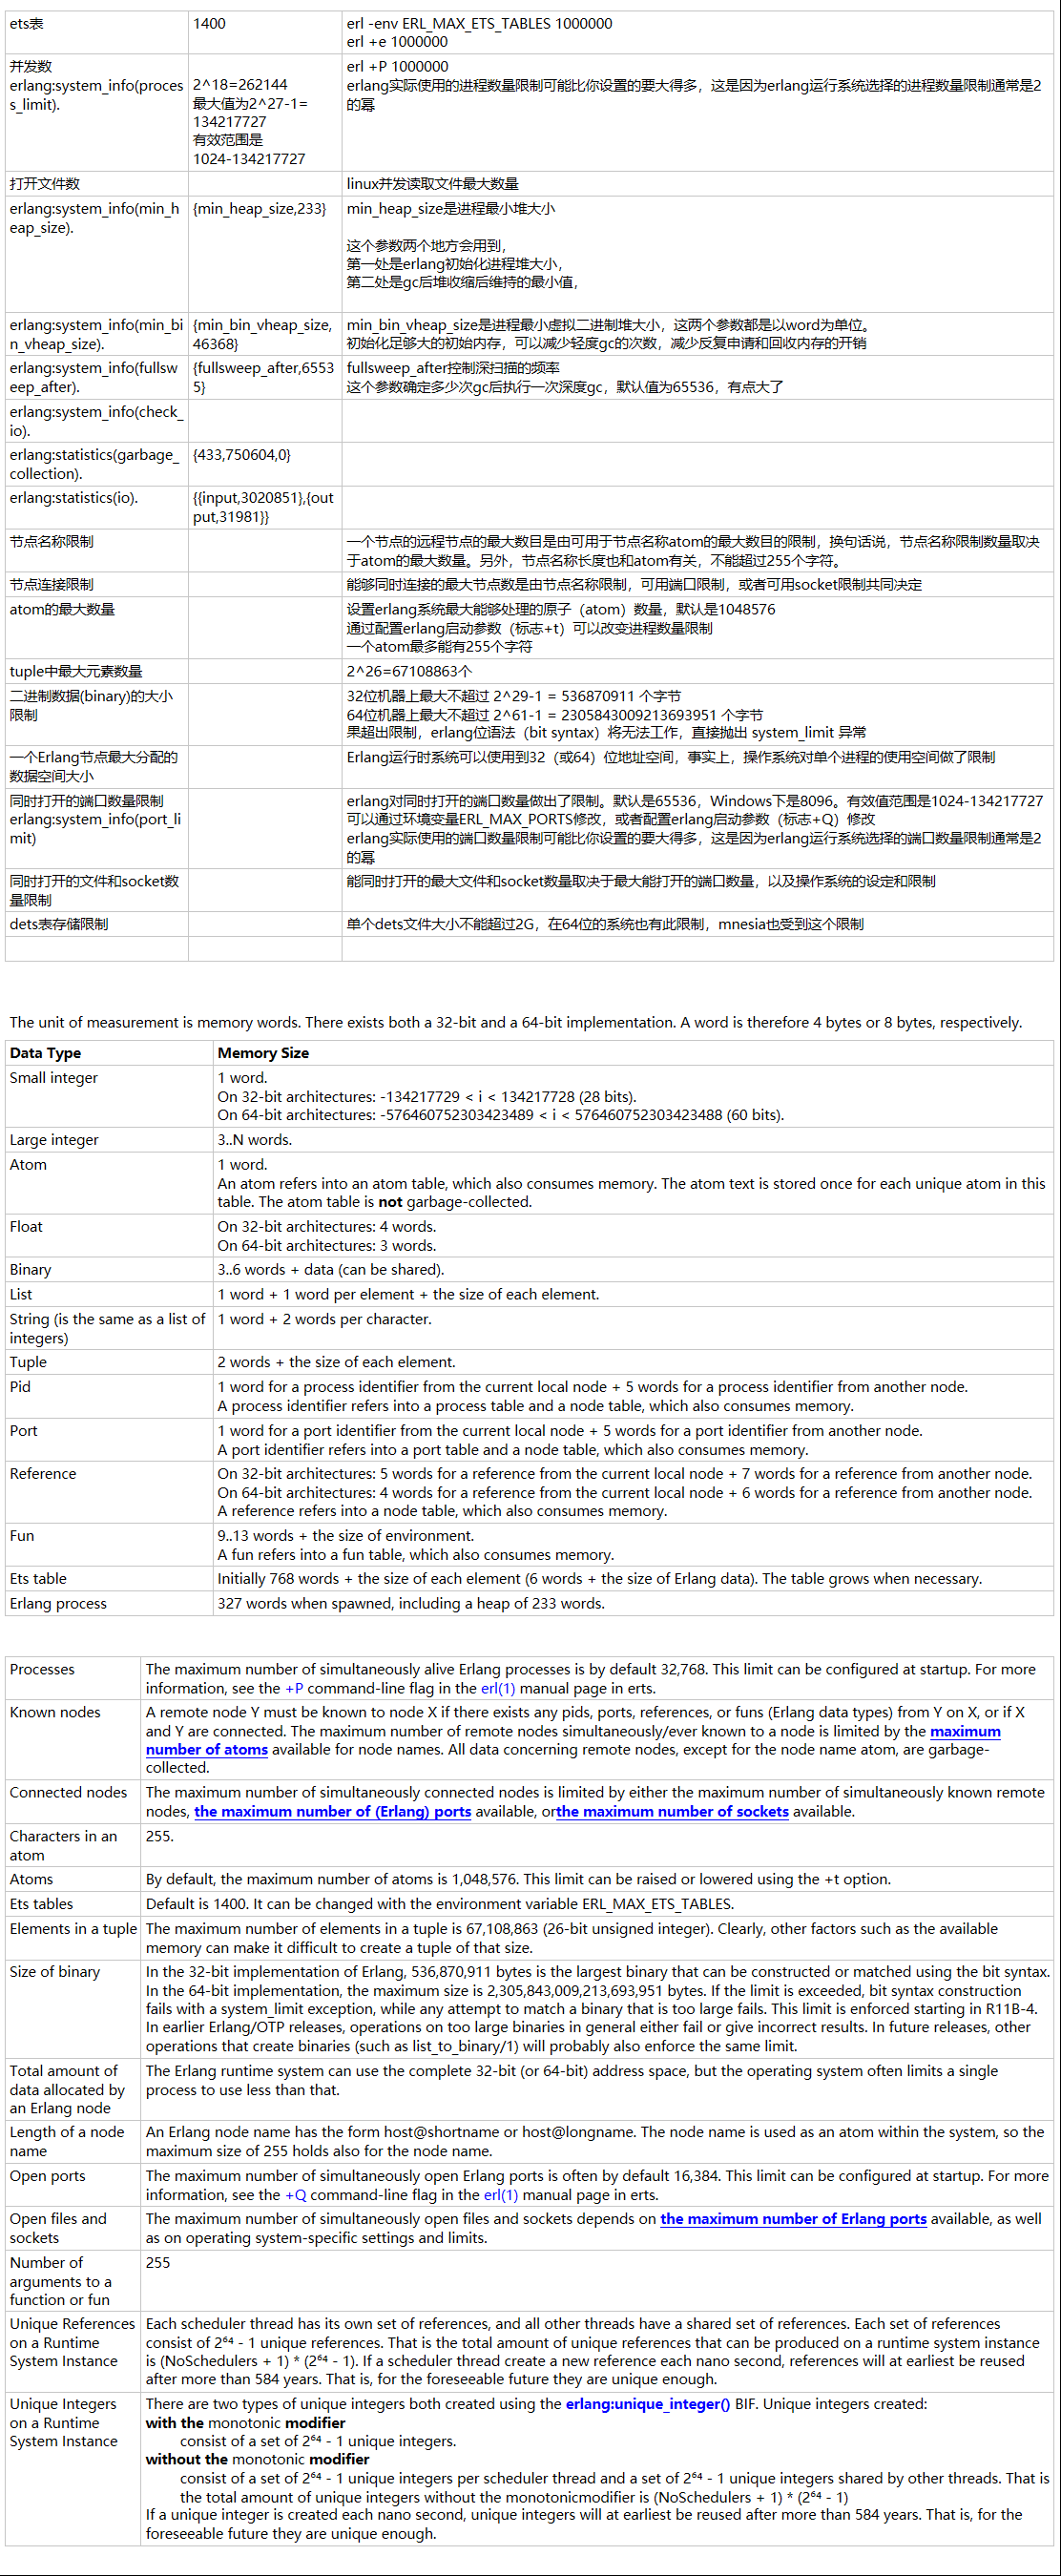 ets表
1400
erl -env ERL_MAX_ETS_TABLES 1000000
erl +e 1000000
并发数
erlang:system_info(proces
s_limit).
2^18=262144
最大值为2^27-1=
134217727
有效范围是
1024-134217727
erl +P 1000000
erlang实际使用的进程数量限制可能比你设置的要大得多，这是因为erlang运行系统选择的进程数量限制通常是2
的幂
打开文件数
linux并发读取文件最大数量
erlang:system_info(min_h
eap_size).
{min_heap_size,233}
min_heap_size是进程最小堆大小
这个参数两个地方会用到，
第一处是erlang初始化进程堆大小，
第二处是gc后堆收缩后维持的最小值，
erlang:system_info(min_bi
n_vheap_size).
{min_bin_vheap_size,
46368}
min_bin_vheap_size是进程最小虚拟二进制堆大小，这两个参数都是以word为单位。
初始化足够大的初始内存，可以减少轻度gc的次数，减少反复申请和回收内存的开销
erlang:system_info(fullsw
eep_after).
{fullsweep_after,6553
5}
fullsweep_after控制深扫描的频率
这个参数确定多少次gc后执行一次深度gc，默认值为65536，有点大了
erlang:system_info(check_
io).
erlang:statistics(garbage_
collection).
{433,750604,0}
erlang:statistics(io).
{{input,3020851},{out
put,31981}}
节点名称限制
一个节点的远程节点的最大数目是由可用于节点名称atom的最大数目的限制，换句话说，节点名称限制数量取决
于atom的最大数量。另外，节点名称长度也和atom有关，不能超过255个字符。
节点连接限制
能够同时连接的最大节点数是由节点名称限制，可用端口限制，或者可用socket限制共同决定
atom的最大数量
设置erlang系统最大能够处理的原子（atom）数量，默认是1048576
通过配置erlang启动参数（标志+t）可以改变进程数量限制
一个atom最多能有255个字符
tuple中最大元素数量
2^26=67108863个
二进制数据(binary)的大小
限制
32位机器上最大不超过 2^29-1 = 536870911 个字节
64位机器上最大不超过 2^61-1 = 2305843009213693951 个字节
果超出限制，erlang位语法（bit syntax）将无法工作，直接抛出 system_limit 异常
一个Erlang节点最大分配的
数据空间大小
Erlang运行时系统可以使用到32（或64）位地址空间，事实上，操作系统对单个进程的使用空间做了限制
同时打开的端口数量限制
erlang:system_info(port_li
mit)
erlang对同时打开的端口数量做出了限制。默认是65536，Windows下是8096。有效值范围是1024-134217727
可以通过环境变量ERL_MAX_PORTS修改，或者配置erlang启动参数（标志+Q）修改
erlang实际使用的端口数量限制可能比你设置的要大得多，这是因为erlang运行系统选择的端口数量限制通常是2
的幂
同时打开的文件和socket数
量限制
能同时打开的最大文件和socket数量取决于最大能打开的端口数量，以及操作系统的设定和限制
dets表存储限制
单个dets文件大小不能超过2G，在64位的系统也有此限制，mnesia也受到这个限制
The unit of measurement is memory words. There exists both a 32-bit and a 64-bit implementation. A word is therefore 4 bytes or 8 bytes, respectively.
Data Type
Memory Size
Small integer
1 word.
On 32-bit architectures: -134217729 < i < 134217728 (28 bits).
On 64-bit architectures: -576460752303423489 < i < 576460752303423488 (60 bits).
Large integer
3..N words.
Atom
1 word.
An atom refers into an atom table, which also consumes memory. The atom text is stored once for each unique atom in this
table. The atom table is not garbage-collected.
Float
On 32-bit architectures: 4 words.
On 64-bit architectures: 3 words.
Binary
3..6 words + data (can be shared).
List
1 word + 1 word per element + the size of each element.
String (is the same as a list of
integers)
1 word + 2 words per character.
Tuple
2 words + the size of each element.
Pid
1 word for a process identifier from the current local node + 5 words for a process identifier from another node.
A process identifier refers into a process table and a node table, which also consumes memory.
Port
1 word for a port identifier from the current local node + 5 words for a port identifier from another node.
A port identifier refers into a port table and a node table, which also consumes memory.
Reference
On 32-bit architectures: 5 words for a reference from the current local node + 7 words for a reference from another node.
On 64-bit architectures: 4 words for a reference from the current local node + 6 words for a reference from another node.
A reference refers into a node table, which also consumes memory.
Fun
9..13 words + the size of environment.
A fun refers into a fun table, which also consumes memory.
Ets table
Initially 768 words + the size of each element (6 words + the size of Erlang data). The table grows when necessary.
Erlang process
327 words when spawned, including a heap of 233 words.
Processes
The maximum number of simultaneously alive Erlang processes is by default 32,768. This limit can be configured at startup. For more
information, see the +P command-line flag in the erl(1) manual page in erts.
Known nodes
A remote node Y must be known to node X if there exists any pids, ports, references, or funs (Erlang data types) from Y on X, or if X
and Y are connected. The maximum number of remote nodes simultaneously/ever known to a node is limited by the maximum
number of atoms available for node names. All data concerning remote nodes, except for the node name atom, are garbage-
collected.
Connected nodes
The maximum number of simultaneously connected nodes is limited by either the maximum number of simultaneously known remote
nodes, the maximum number of (Erlang) ports available, orthe maximum number of sockets available.
Characters in an
atom
255.
Atoms
By default, the maximum number of atoms is 1,048,576. This limit can be raised or lowered using the +t option.
Ets tables
Default is 1400. It can be changed with the environment variable ERL_MAX_ETS_TABLES.
Elements in a tuple
The maximum number of elements in a tuple is 67,108,863 (26-bit unsigned integer). Clearly, other factors such as the available
memory can make it difficult to create a tuple of that size.
Size of binary
In the 32-bit implementation of Erlang, 536,870,911 bytes is the largest binary that can be constructed or matched using the bit syntax.
In the 64-bit implementation, the maximum size is 2,305,843,009,213,693,951 bytes. If the limit is exceeded, bit syntax construction
fails with a system_limit exception, while any attempt to match a binary that is too large fails. This limit is enforced starting in R11B-4.
In earlier Erlang/OTP releases, operations on too large binaries in general either fail or give incorrect results. In future releases, other
operations that create binaries (such as list_to_binary/1) will probably also enforce the same limit.
Total amount of
data allocated by
an Erlang node
The Erlang runtime system can use the complete 32-bit (or 64-bit) address space, but the operating system often limits a single
process to use less than that.
Length of a node
name
An Erlang node name has the form host@shortname or host@longname. The node name is used as an atom within the system, so the
maximum size of 255 holds also for the node name.
Open ports
The maximum number of simultaneously open Erlang ports is often by default 16,384. This limit can be configured at startup. For more
information, see the +Q command-line flag in the erl(1) manual page in erts.
Open files and
sockets
The maximum number of simultaneously open files and sockets depends on the maximum number of Erlang ports available, as well
as on operating system-specific settings and limits.
Number of
arguments to a
function or fun
255
Unique References
on a Runtime
System Instance
Each scheduler thread has its own set of references, and all other threads have a shared set of references. Each set of references
consist of 2⁶⁴ - 1 unique references. That is the total amount of unique references that can be produced on a runtime system instance
is (NoSchedulers + 1) * (2⁶⁴ - 1). If a scheduler thread create a new reference each nano second, references will at earliest be reused
after more than 584 years. That is, for the foreseeable future they are unique enough.
Unique Integers
on a Runtime
System Instance
There are two types of unique integers both created using the erlang:unique_integer() BIF. Unique integers created:
with the monotonic modifier
consist of a set of 2⁶⁴ - 1 unique integers.
without the monotonic modifier
consist of a set of 2⁶⁴ - 1 unique integers per scheduler thread and a set of 2⁶⁴ - 1 unique integers shared by other threads. That is
the total amount of unique integers without the monotonicmodifier is (NoSchedulers + 1) * (2⁶⁴ - 1)
If a unique integer is created each nano second, unique integers will at earliest be reused after more than 584 years. That is, for the
foreseeable future they are unique enough.